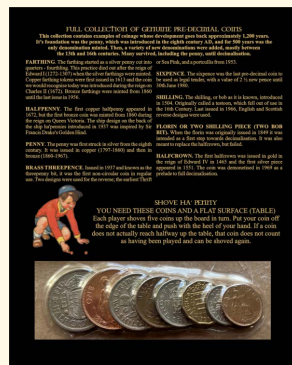 FULL COLLECTION OF GENUINE PRE-DECIMAL COINS
This collection contains examples of coinage whose development goes back approximately 1,200 years.
It's foundation was the penny, which was introduced in the eighth century AD, and for 500 years was the
only denomination minted. Then, a variety of new denominations were added, mostly between
the 13th and 16th centuries. Many survived, including the penny, until decimalisation.
FARTHING. The farthing started as a silver penny cut into
quarters - fourthling. This practice died out after the reign of
Edward I (1272-1307) when the silver farthings were minted.
Copper farthing tokens were first issued in 1613 and the coin
we would recognise today was introduced during the reign on
Charles II (1672). Bronze farthings were minted from 1860
until the last issue in 1956.
HALFPENNY. The first copper halfpenny appeared in
1672, but the first bronze coin was minted from 1860 during
the reign on Queen Victoria. The ship design on the back of
the ship ha'pennies introduced in 1937 was inspired by Sir
Francis Drake's Golden Hind.
PENNY. The penny was first struck in silver from the eighth
century. It was issued in copper (1797-1860) and then in
bronze (1860-1967).
BRASS THREEPENCE. Issued in 1937 and known as the
threepenny bit, it was the first non-circular coin in regular
use. Two designs were used for the reverse; the earliest Thrift
or Sea Pink, and a portcullis from 1953.
SIXPENCE. The sixpence was the last pre-decimal coin to
be used as legal tender, with a value of 2 ½ new pence until
30th June 1980.
SHILLING. The shilling, or bob as it is known, introduced
in 1504. Originally called a testoon, which fell out of use in
the 16th Century. Last issued in 1966, English and Scottish
reverse designs were used.
FLORIN OR TWO SHILLING PIECE (TWO BOB
BIT). When the florin was originally issued in 1849 it was
intended as a first step towards decimalisation. It was also
meant to replace the halfcrown, but failed.
HALFCROWN. The first halfcrown was issued in gold in
the reign of Edward IV in 1465 and the first silver piece
appeared in 1551. The coin was demonetised in 1969 as a
prelude to full decimalisation.
SHOVE HA' PENNY
YOU NEED THESE COINS AND A FLAT SURFACE (TABLE)
Each player shoves five coins up the board in turn. Put your coin off
the edge of the table and push with the heel of your hand. If a coin
does not actually reach halfway up the table, that coin does not count
as having been played and can be shoved again.